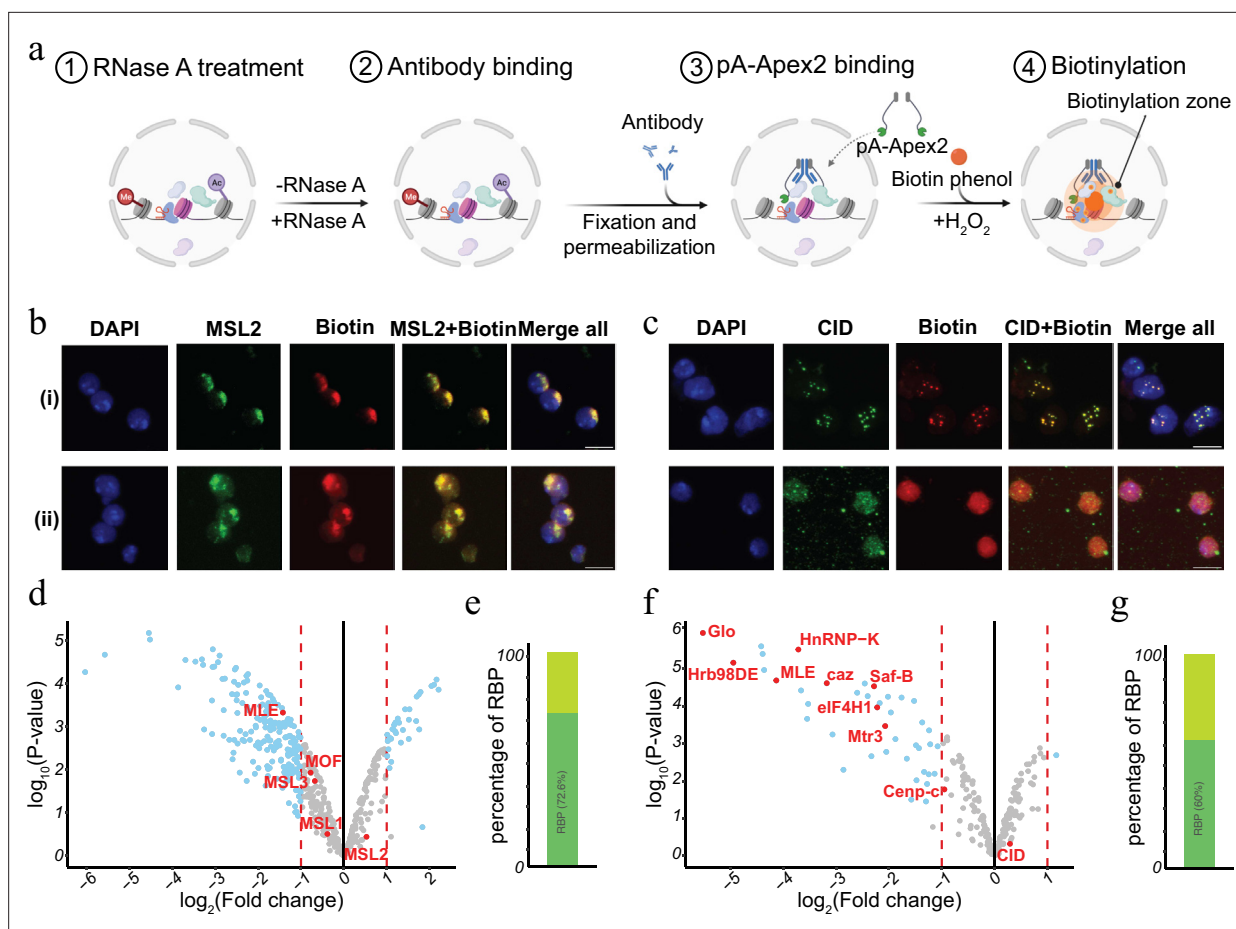 a
① RNase A treatment
② Antibody binding
③ pA-Apex2 binding
④ Biotinylation
Biotinylation zone
Antibody
pA-Apex2
Me
Ac
-RNase A
+RNase A
Me
Ac
Fixation and
permeabilization
Biotin phenol
+H₂O₂
b
DAPI MSL2 Biotin MSL2+Biotin Merge all
(i)
(ii)
c
DAPI CID Biotin CID+Biotin Merge all
d
log₁₀(P-value)
5
4
3
2
1
0
MLE
MOF
MSL3
MSL1
MSL2
−6 −5 −4 −3 −2 −1 0 1 2
log₂(Fold change)
e
percentage of RBP
100
0
RBP (72.6%)
f
log₁₀(P-value)
6
5
4
3
2
1
0
Glo
HnRNP−K
Hrb98DE
MLE
caz
Saf-B
eIF4H1
Mtr3
Cenp-c
CID
−5 −4 −3 −2 −1 0 1
log₂(Fold change)
g
percentage of RBP
100
0
RBP (60%)